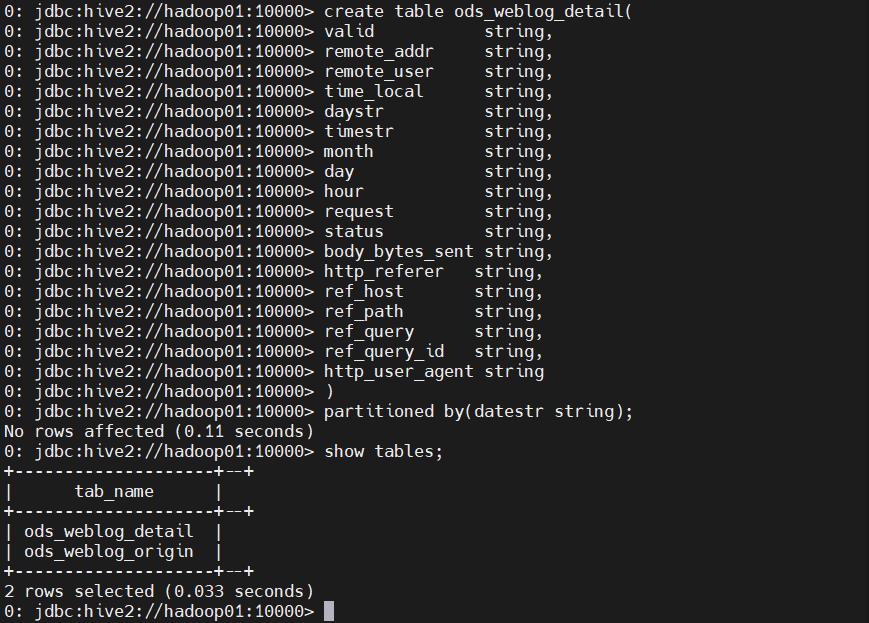 0: jdbc:hive2://hadoop01:10000> create table ods_weblog_detail(
0: jdbc:hive2://hadoop01:10000> valid           string,
0: jdbc:hive2://hadoop01:10000> remote_addr     string,
0: jdbc:hive2://hadoop01:10000> remote_user     string,
0: jdbc:hive2://hadoop01:10000> time_local      string,
0: jdbc:hive2://hadoop01:10000> daystr          string,
0: jdbc:hive2://hadoop01:10000> timestr         string,
0: jdbc:hive2://hadoop01:10000> month           string,
0: jdbc:hive2://hadoop01:10000> day             string,
0: jdbc:hive2://hadoop01:10000> hour            string,
0: jdbc:hive2://hadoop01:10000> request         string,
0: jdbc:hive2://hadoop01:10000> status          string,
0: jdbc:hive2://hadoop01:10000> body_bytes_sent string,
0: jdbc:hive2://hadoop01:10000> http_referer   string,
0: jdbc:hive2://hadoop01:10000> ref_host       string,
0: jdbc:hive2://hadoop01:10000> ref_path       string,
0: jdbc:hive2://hadoop01:10000> ref_query      string,
0: jdbc:hive2://hadoop01:10000> ref_query_id   string,
0: jdbc:hive2://hadoop01:10000> http_user_agent string
0: jdbc:hive2://hadoop01:10000> )
0: jdbc:hive2://hadoop01:10000> partitioned by(datestr string);
No rows affected (0.11 seconds)
0: jdbc:hive2://hadoop01:10000> show tables;
+--------------------+--+
|      tab_name      |
+--------------------+--+
| ods_weblog_detail  |
| ods_weblog_origin  |
+--------------------+--+
2 rows selected (0.033 seconds)
0: jdbc:hive2://hadoop01:10000>